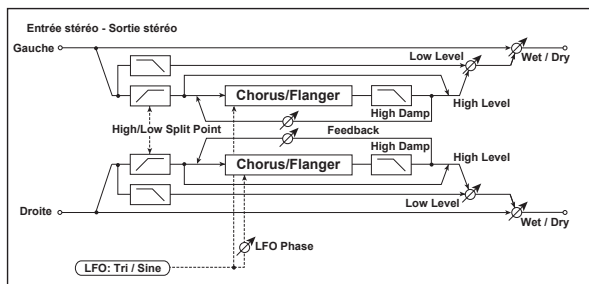 Entrée stéréo - Sortie stéréo
Gauche
Wet / Dry
Low Level
Chorus/Flanger
High Level
High Damp
High/Low Split Point
Feedback
High Damp
Chorus/Flanger
High Level
Low Level
Droite
Wet / Dry
LFO Phase
LFO: Tri / Sine